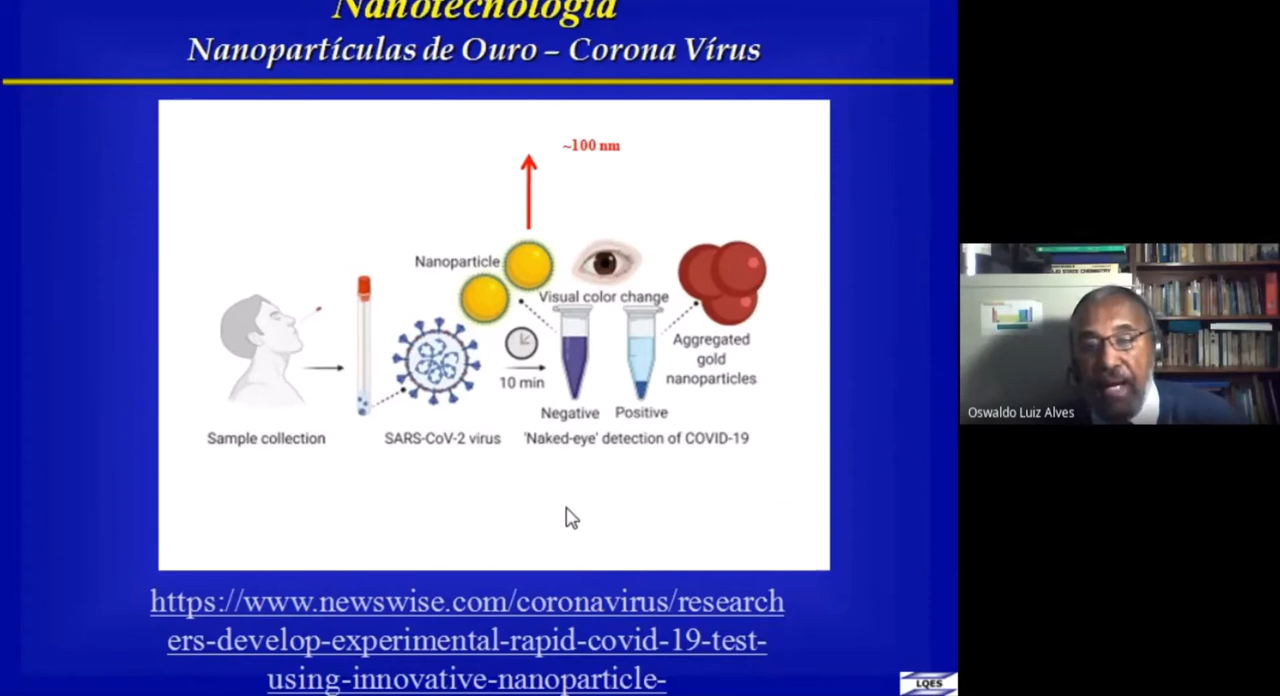 Nanotecnologia
Nanopartículas de Ouro – Corona Vírus
~100 nm
Nanoparticle
Visual color change
Aggregated
gold
nanoparticles
10 min
Negative
Positive
Sample collection
SARS-CoV-2 virus
'Naked-eye' detection of COVID-19
https://www.newswise.com/coronavirus/research
ers-develop-experimental-rapid-covid-19-test-
using-innovative-nanoparticle-
LQES
STATE CHEMISTRY
Oswaldo Luiz Alves